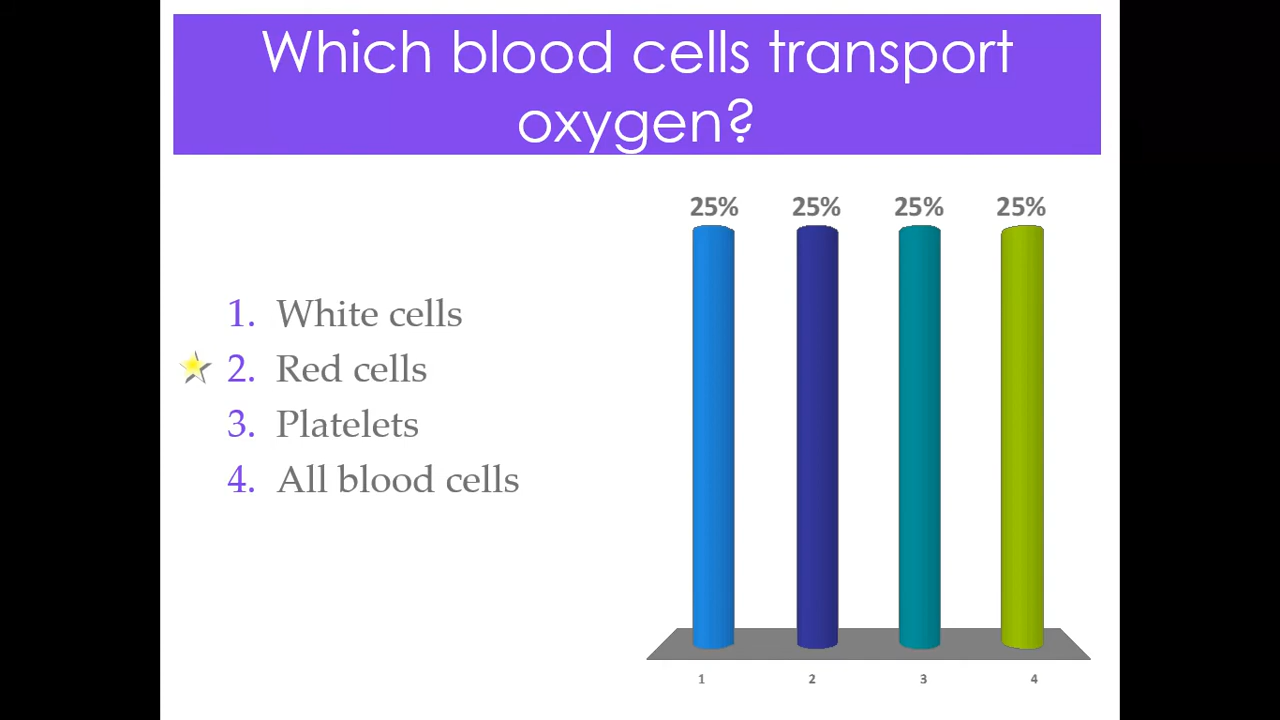 Which blood cells transport
oxygen?
25% 25% 25% 25%
1. White cells
2. Red cells
3. Platelets
4. All blood cells
1 2 3 4